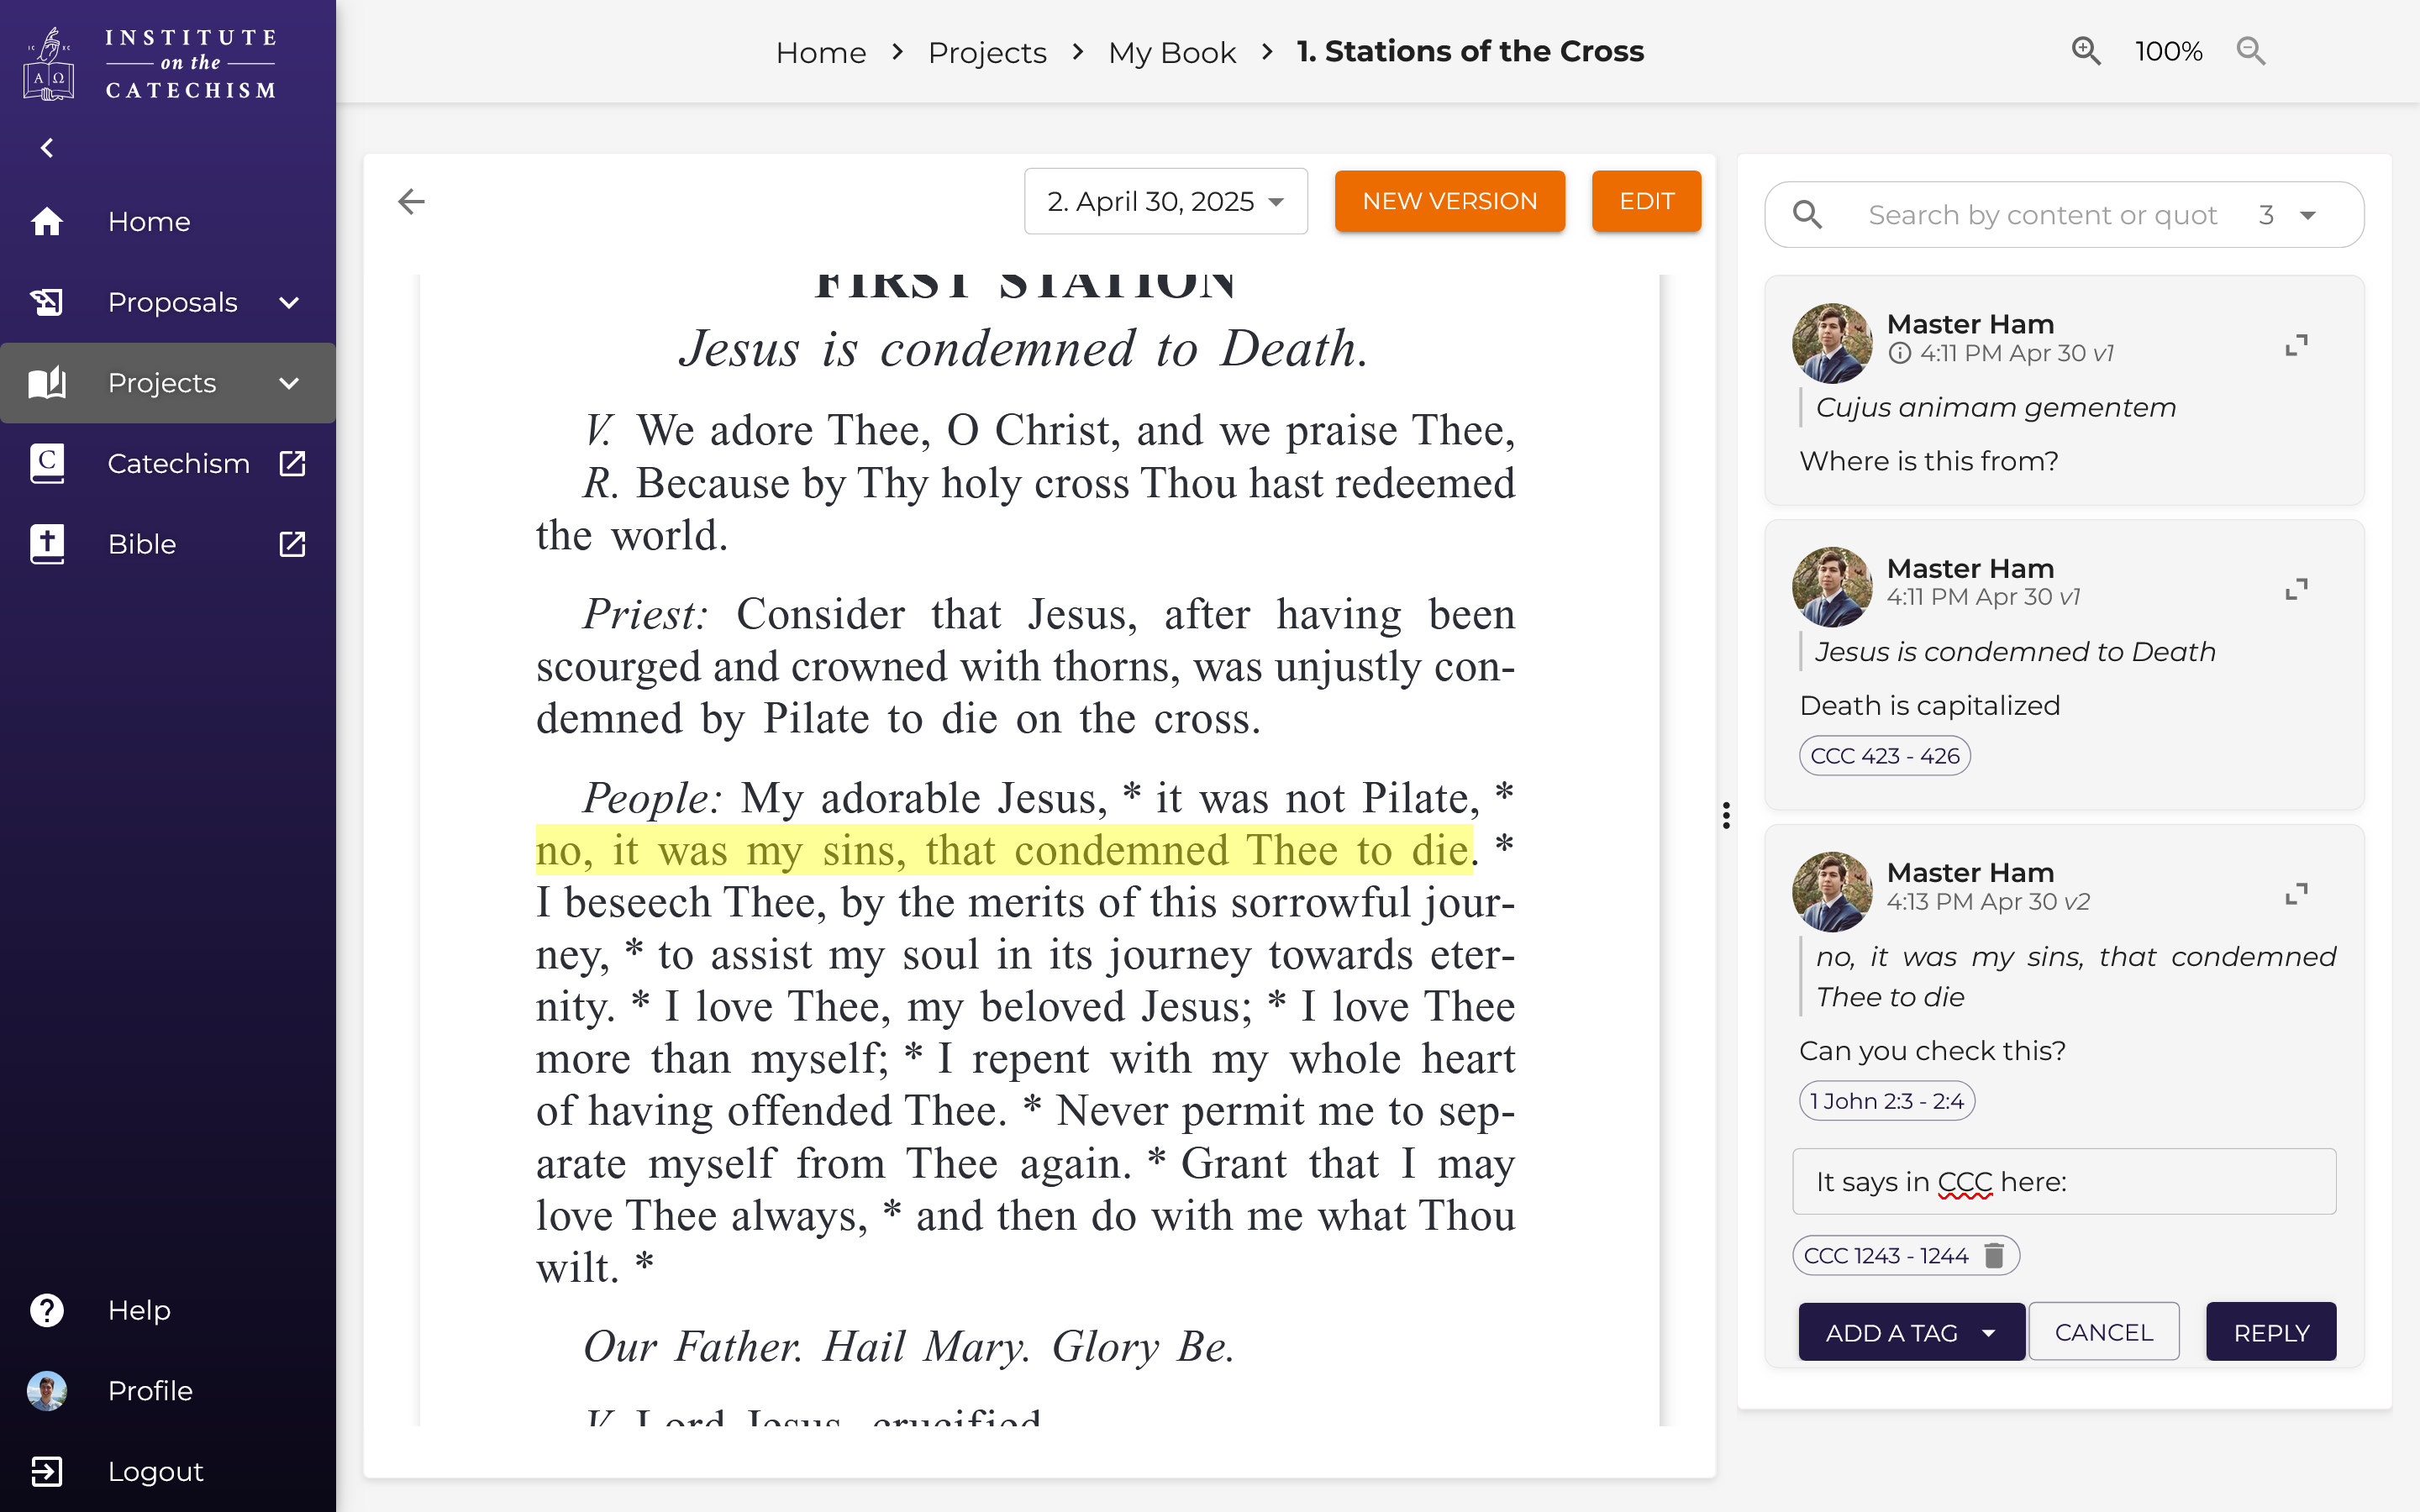 INSTITUTE
on the
CATECHISM
IC XC
A Ω
Home
Proposals
Projects
Catechism
Bible
Help
Profile
Logout
Home > Projects > My Book > 1. Stations of the Cross
100%
2. April 30, 2025
NEW VERSION
EDIT
FIRST STATION
Jesus is condemned to Death.
V. We adore Thee, O Christ, and we praise Thee,
R. Because by Thy holy cross Thou hast redeemed
the world.
Priest: Consider that Jesus, after having been
scourged and crowned with thorns, was unjustly con-
demned by Pilate to die on the cross.
People: My adorable Jesus, * it was not Pilate, *
no, it was my sins, that condemned Thee to die. *
I beseech Thee, by the merits of this sorrowful jour-
ney, * to assist my soul in its journey towards eter-
nity. * I love Thee, my beloved Jesus; * I love Thee
more than myself; * I repent with my whole heart
of having offended Thee. * Never permit me to sep-
arate myself from Thee again. * Grant that I may
love Thee always, * and then do with me what Thou
wilt. *
Our Father. Hail Mary. Glory Be.
V. Lord Jesus, crucified
Search by content or quot
3
Master Ham
4:11 PM Apr 30 v1
Cujus animam gementem
Where is this from?
Master Ham
4:11 PM Apr 30 v1
Jesus is condemned to Death
Death is capitalized
CCC 423 - 426
Master Ham
4:13 PM Apr 30 v2
no, it was my sins, that condemned
Thee to die
Can you check this?
1 John 2:3 - 2:4
It says in CCC here:
CCC 1243 - 1244
ADD A TAG
CANCEL
REPLY